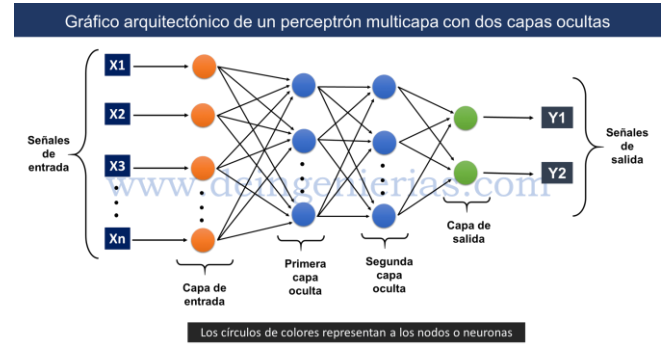 Gráfico arquitectónico de un perceptrón multicapa con dos capas ocultas
X1
X2
X3
Xn
Señales
de
entrada
Y1
Y2
Señales
de
salida
www.deingenierias.com
Capa de
entrada
Primera
capa
oculta
Segunda
capa
oculta
Capa de
salida
Los círculos de colores representan a los nodos o neuronas